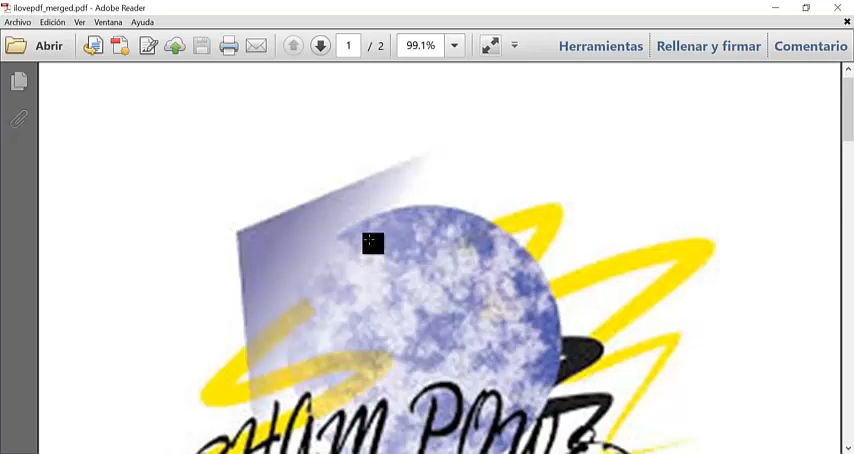 ilovepdf_merged.pdf - Adobe Reader
Archivo Edición Ver Ventana Ayuda
Abrir 1 / 2 99.1% Herramientas Rellenar y firmar Comentario